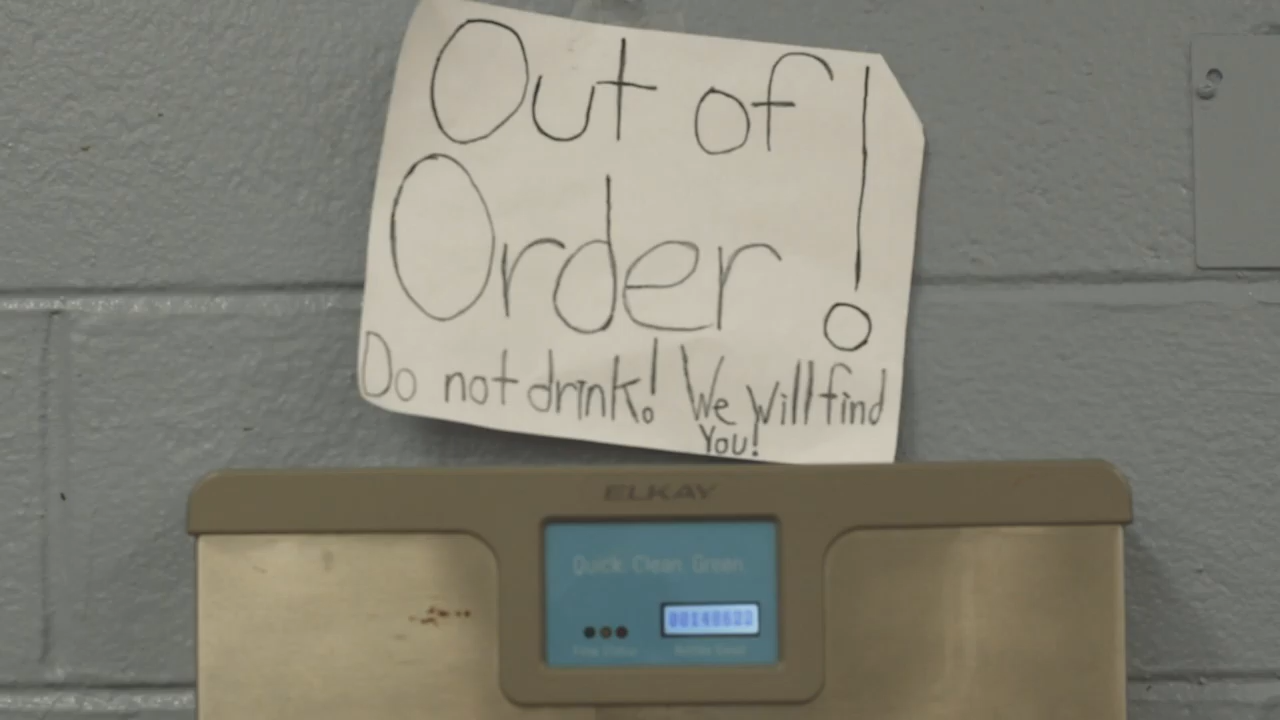 Out of !
Order
Do not drink! We will find
You!
ELKAY
Quick Clean Green